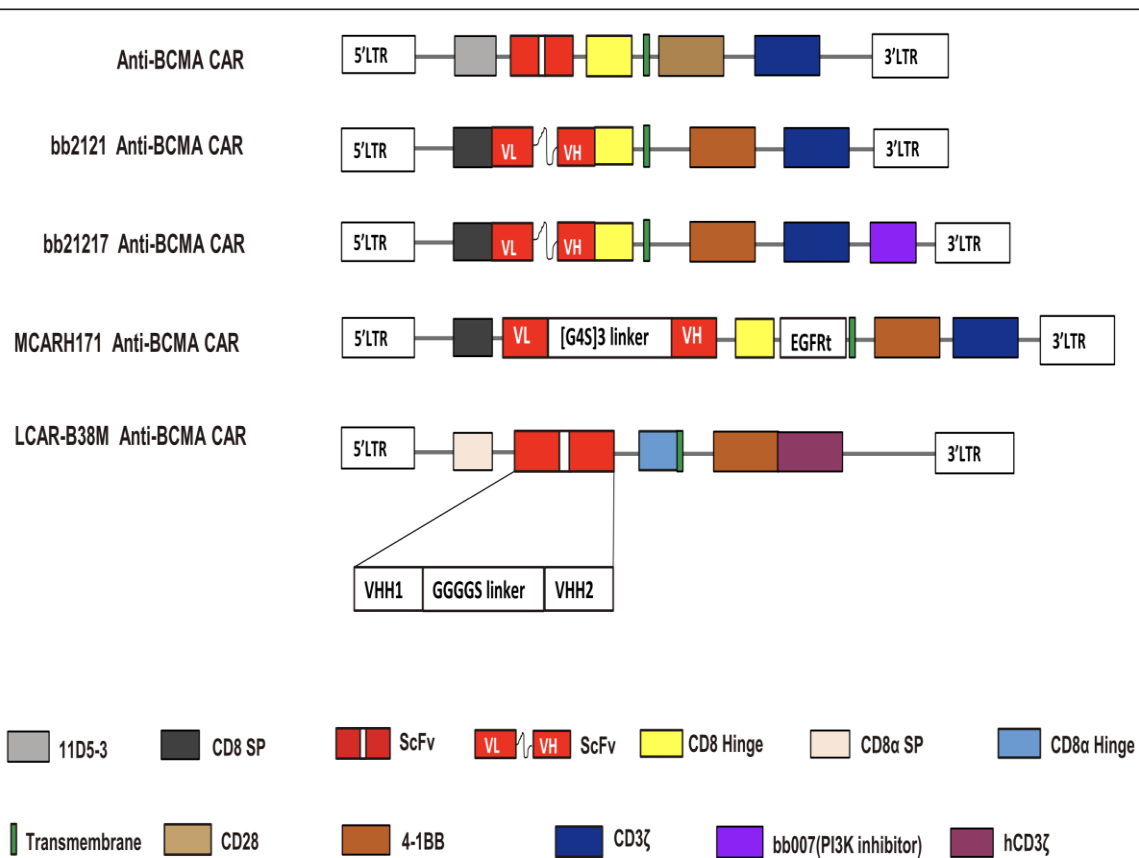 Anti-BCMA CAR 5'LTR 3'LTR
bb2121 Anti-BCMA CAR 5'LTR VL VH 3'LTR
bb21217 Anti-BCMA CAR 5'LTR VL VH 3'LTR
MCARH171 Anti-BCMA CAR 5'LTR VL [G4S]3 linker VH EGFRt 3'LTR
LCAR-B38M Anti-BCMA CAR 5'LTR 3'LTR
VHH1 GGGGS linker VHH2
11D5-3 CD8 SP ScFv VL VH ScFv CD8 Hinge CD8α SP CD8α Hinge
Transmembrane CD28 4-1BB CD3ζ bb007(PI3K inhibitor) hCD3ζ